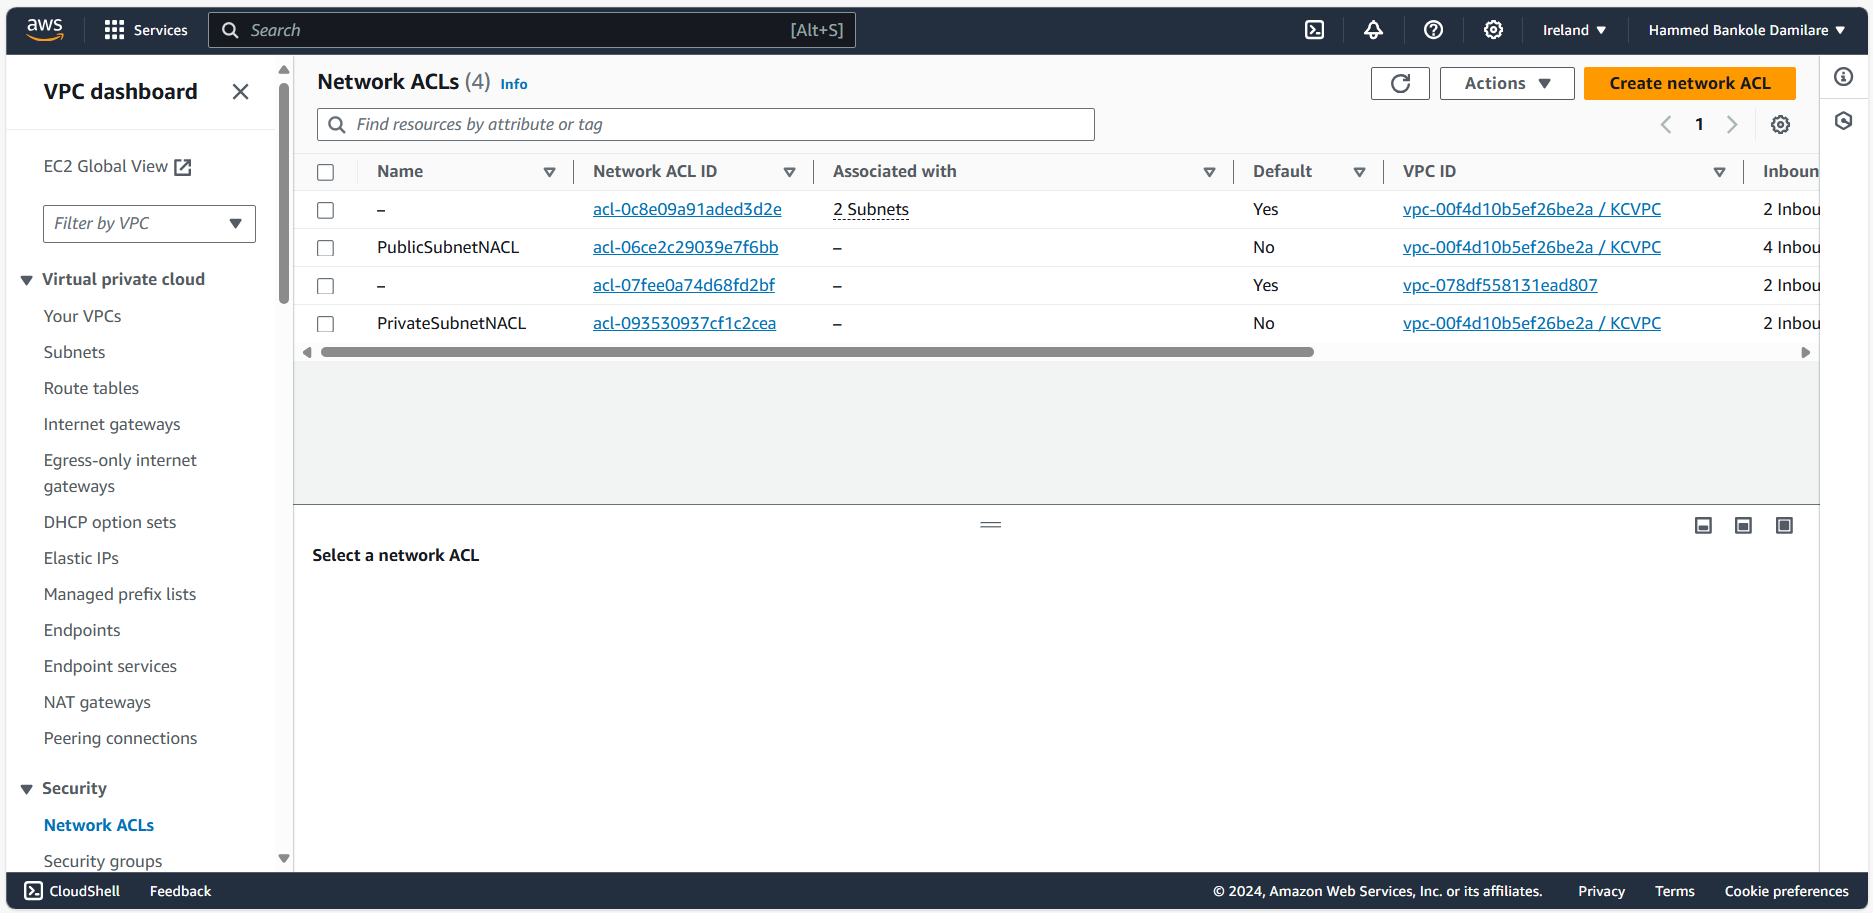 aws Services Search [Alt+S] Ireland Hammed Bankole Damilare
VPC dashboard
EC2 Global View
Filter by VPC
Virtual private cloud
Your VPCs
Subnets
Route tables
Internet gateways
Egress-only internet
gateways
DHCP option sets
Elastic IPs
Managed prefix lists
Endpoints
Endpoint services
NAT gateways
Peering connections
Security
Network ACLs
Security groups
Network ACLs (4) Info
Actions Create network ACL
Find resources by attribute or tag
1
Name Network ACL ID Associated with Default VPC ID Inboun
– acl-0c8e09a91aded3d2e 2 Subnets Yes vpc-00f4d10b5ef26be2a / KCVPC 2 Inbou
PublicSubnetNACL acl-06ce2c29039e7f6bb – No vpc-00f4d10b5ef26be2a / KCVPC 4 Inbou
– acl-07fee0a74d68fd2bf – Yes vpc-078df558131ead807 2 Inbou
PrivateSubnetNACL acl-093530937cf1c2cea – No vpc-00f4d10b5ef26be2a / KCVPC 2 Inbou
Select a network ACL
CloudShell Feedback © 2024, Amazon Web Services, Inc. or its affiliates. Privacy Terms Cookie preferences